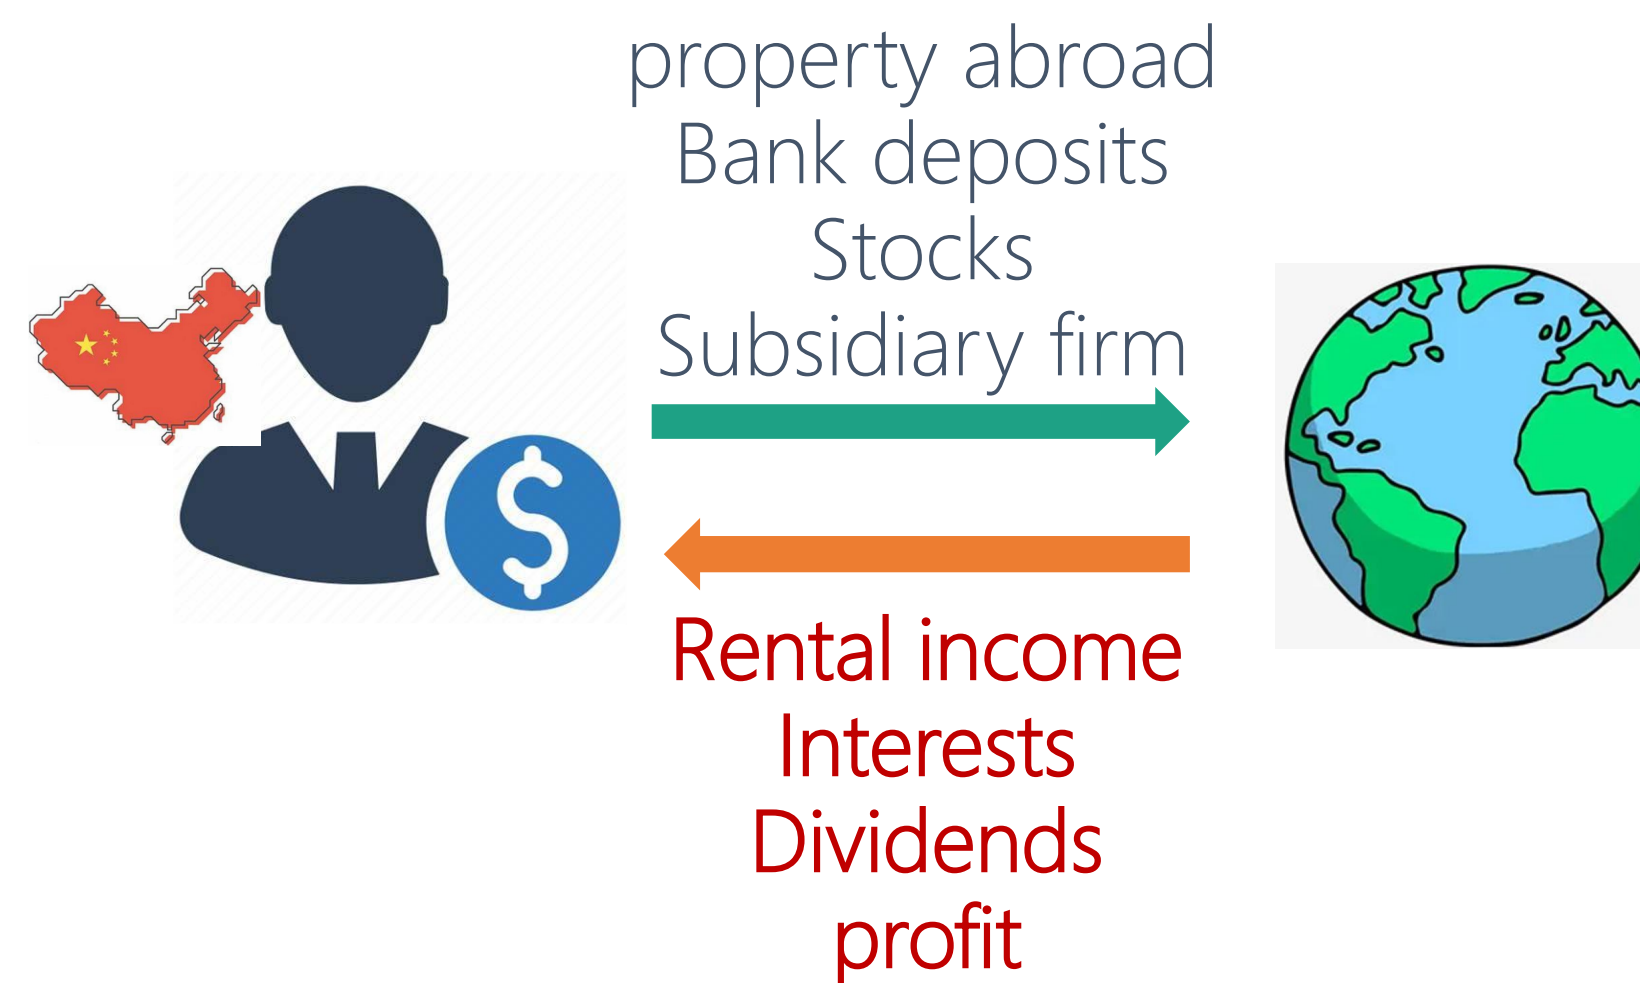 property abroad
Bank deposits
Stocks
Subsidiary firm
$
Rental income
Interests
Dividends
profit